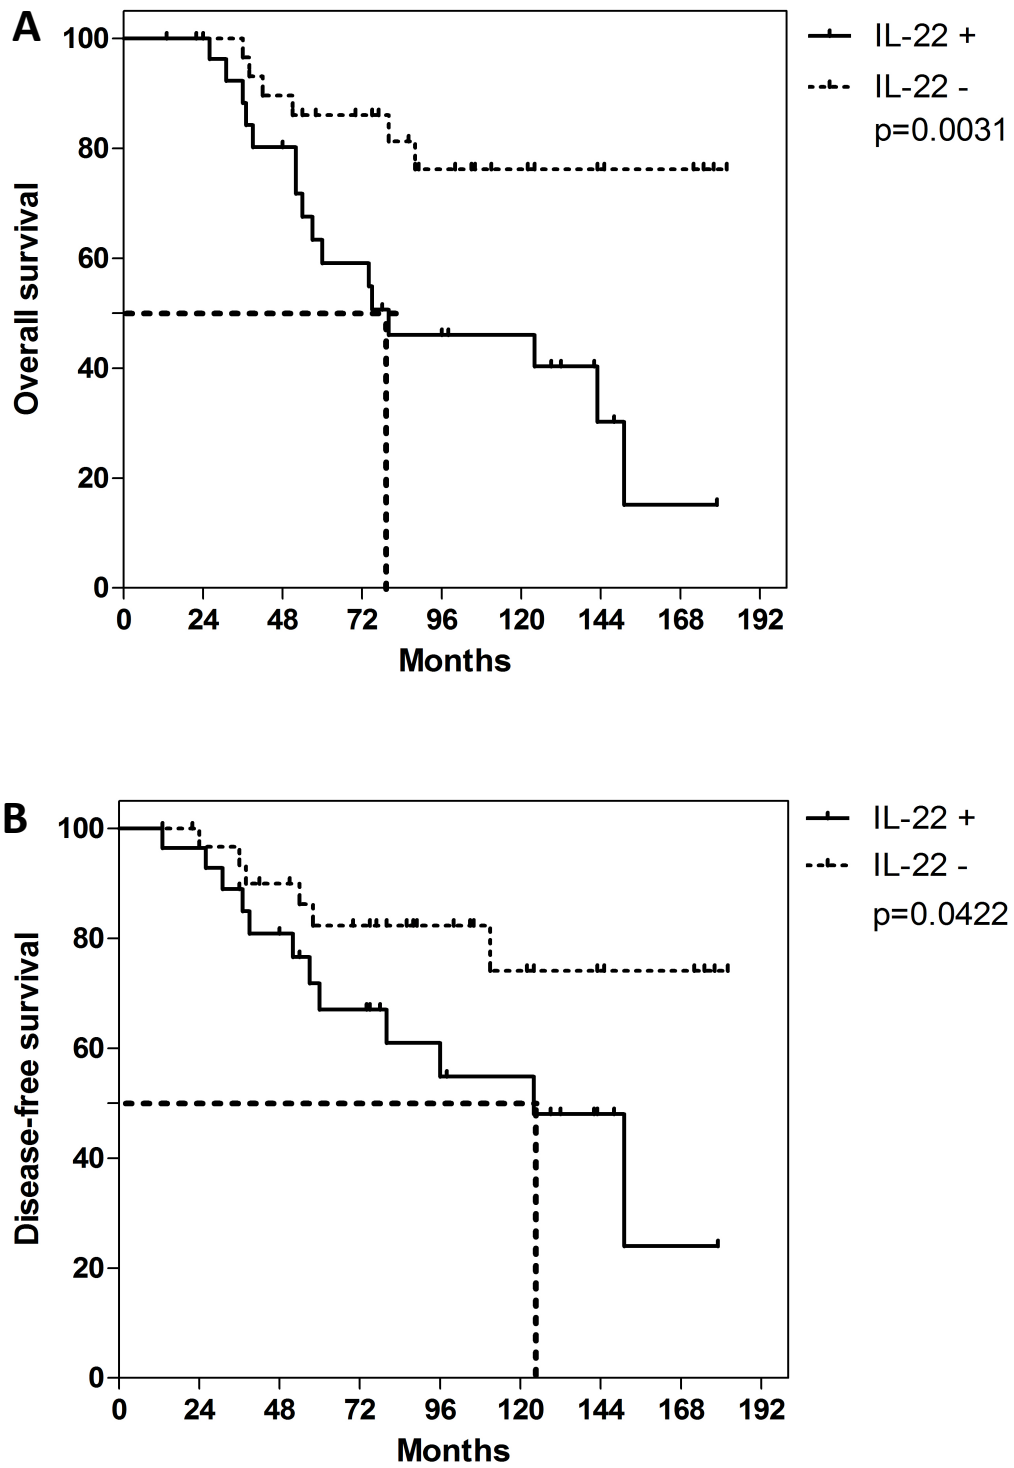 A
IL-22 +
IL-22 -
p=0.0031
Overall survival
100
80
60
40
20
0
0 24 48 72 96 120 144 168 192
Months
B
IL-22 +
IL-22 -
p=0.0422
Disease-free survival
100
80
60
40
20
0
0 24 48 72 96 120 144 168 192
Months